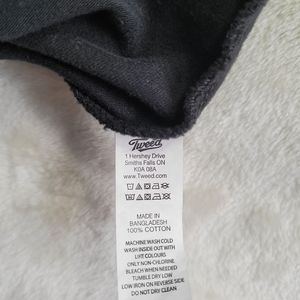 Tweed
1 Hershey Drive
Smiths Falls ON
K0A 08A
www.Tweed.com
MADE IN
BANGLADESH
100% COTTON
MACHINE WASH COLD
WASH INSIDE OUT WITH
LIKE COLOURS
ONLY NON-CHLORINE
BLEACH WHEN NEEDED
TUMBLE DRY LOW
LOW IRON ON REVERSE SIDE
DO NOT DRY CLEAN